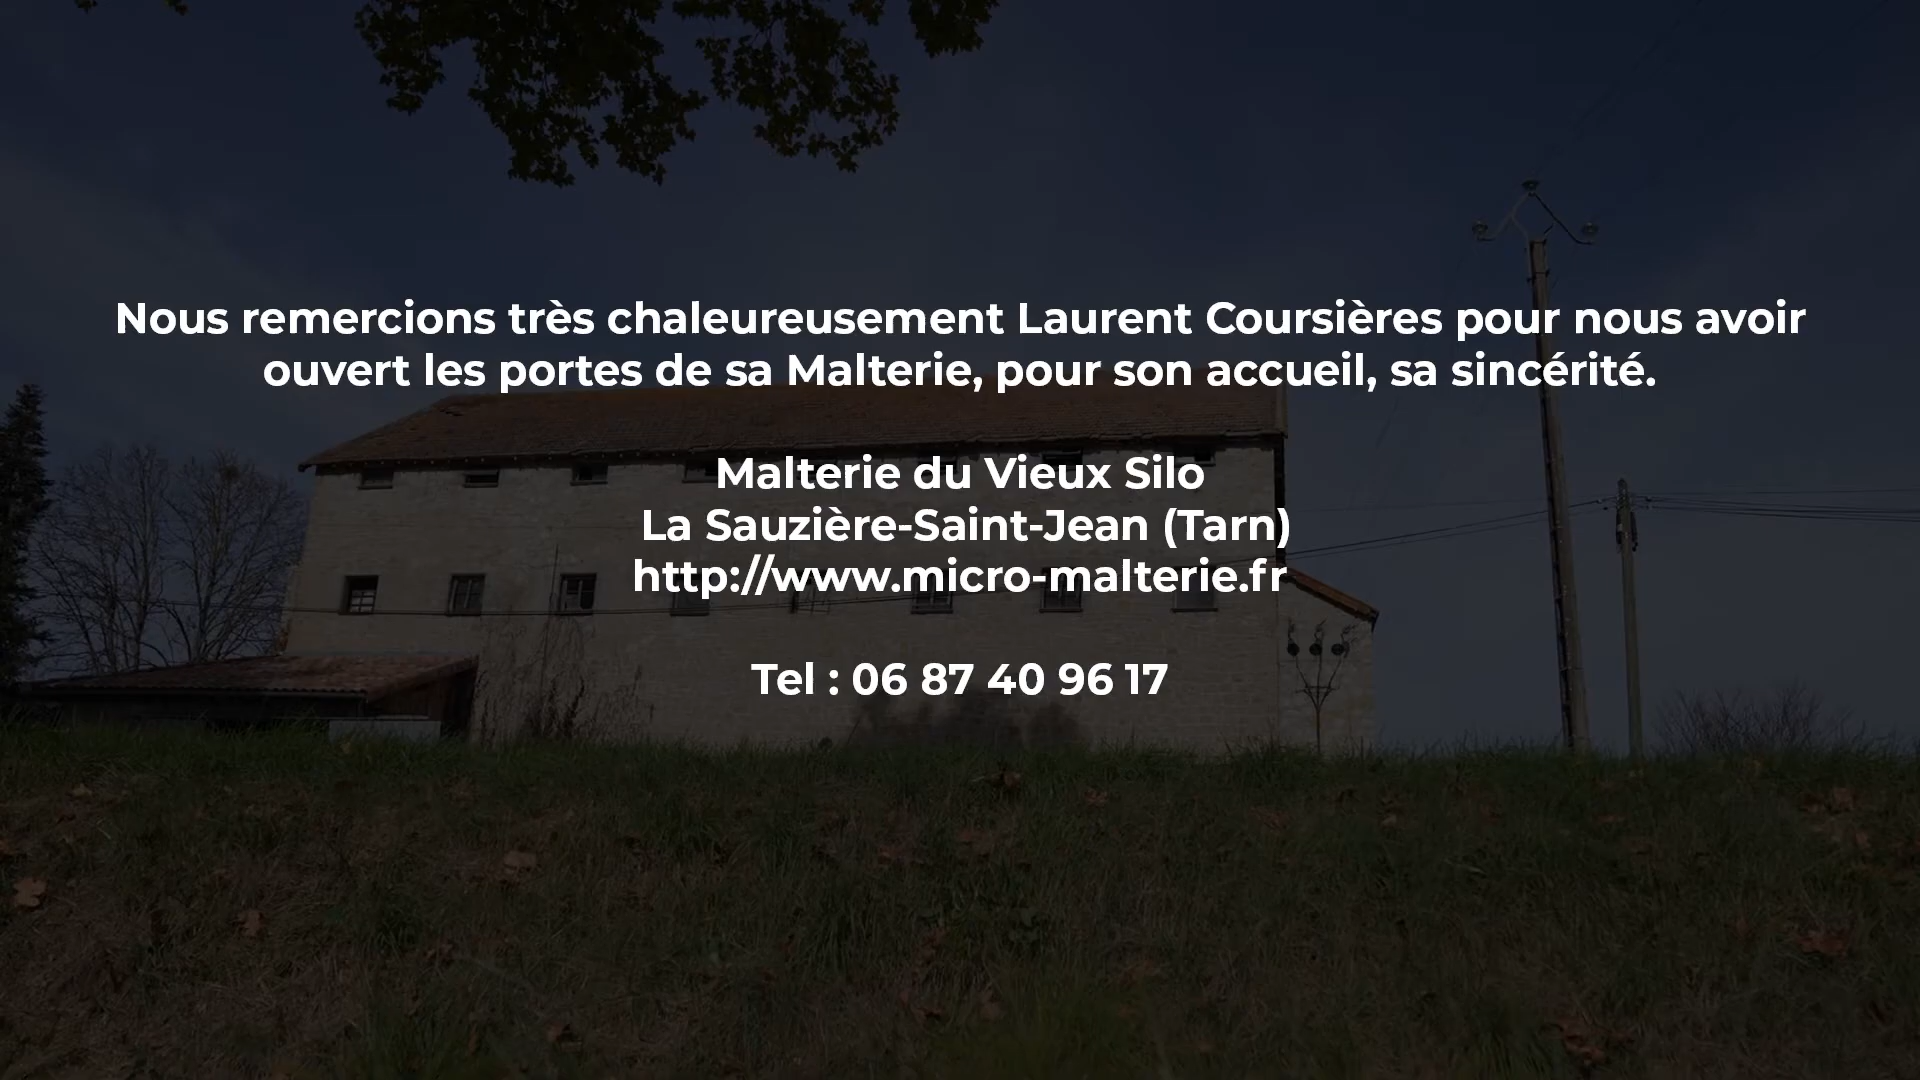 Nous remercions très chaleureusement Laurent Coursières pour nous avoir
ouvert les portes de sa Malterie, pour son accueil, sa sincérité.
Malterie du Vieux Silo
La Sauzière-Saint-Jean (Tarn)
http://www.micro-malterie.fr
Tel : 06 87 40 96 17